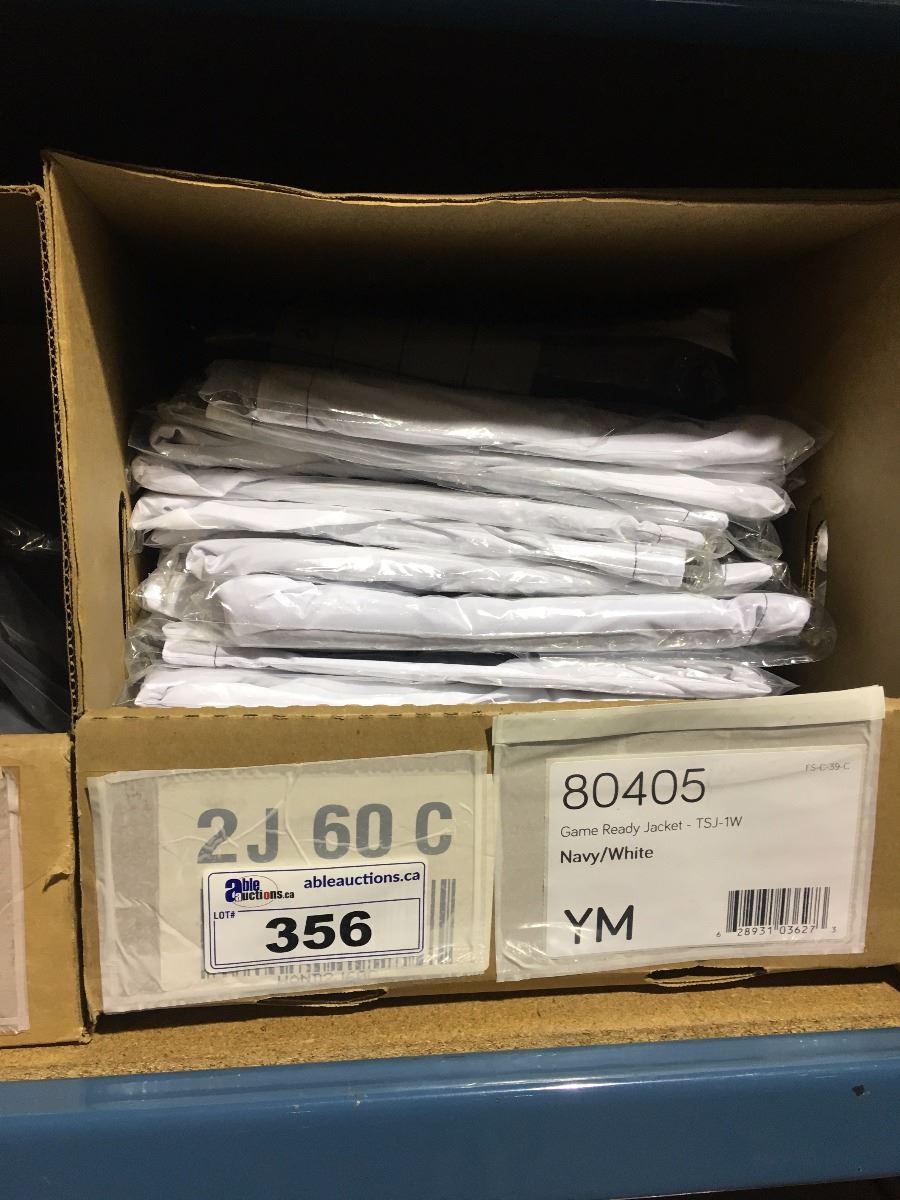 2J 60 C
able auctions.ca
ableauctions.ca
LOT#
356
80405
FS-C-39-C
Game Ready Jacket - TSJ-1W
Navy/White
YM
6 28931 03627 3